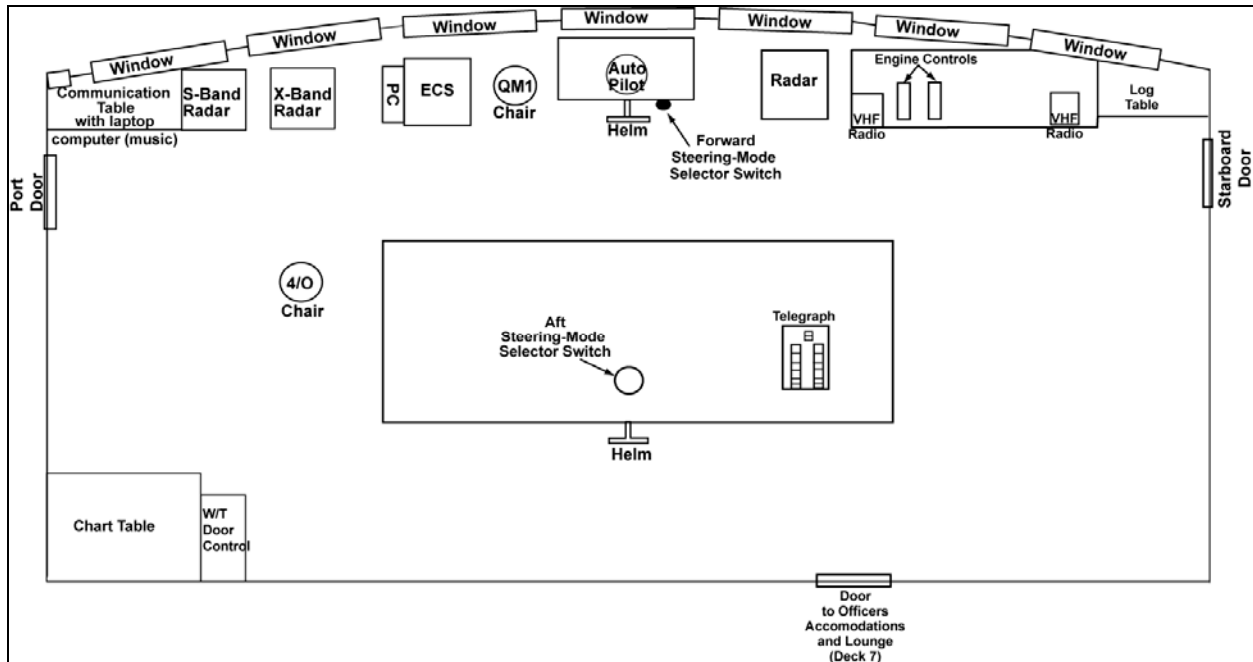 Window
Window
Window
Window
Window
Window
Window
Communication
Table
with laptop
computer (music)
S-Band
Radar
X-Band
Radar
PC
ECS
QM1
Chair
Auto
Pilot
Helm
Forward
Steering-Mode
Selector Switch
Radar
Engine Controls
VHF
Radio
VHF
Radio
Log
Table
Port
Door
Starboard
Door
4/O
Chair
Aft
Steering-Mode
Selector Switch
Telegraph
Helm
Chart Table
W/T
Door
Control
Door
to Officers
Accomodations
and Lounge
(Deck 7)